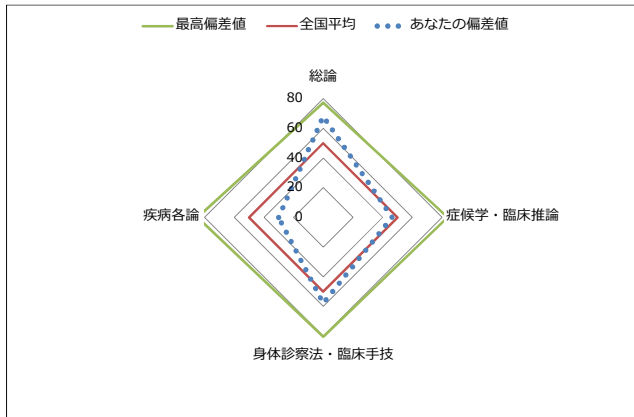 最高偏差値 全国平均 あなたの偏差値
総論
80
60
40
20
0
疾病各論
症候学・臨床推論
身体診察法・臨床手技